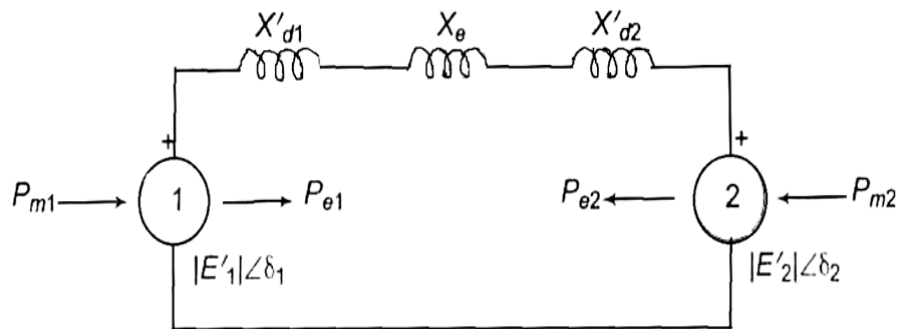 X'd1 Xe X'd2
+ +
Pm1 1 Pe1 Pe2 2 Pm2
|E'1|∠δ1 |E'2|∠δ2